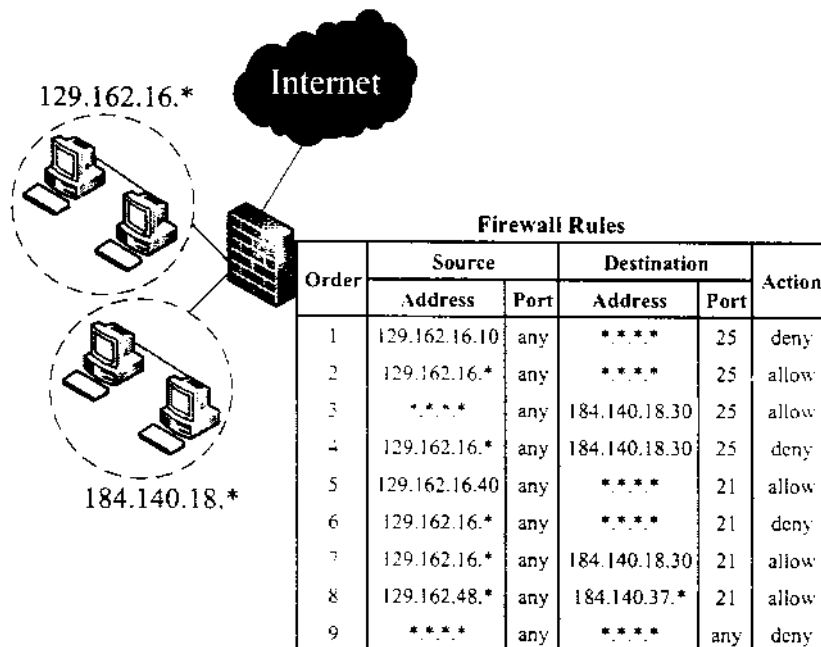 Internet
129.162.16.*
184.140.18.*
Firewall Rules
Order Source Destination Action
Address Port Address Port
1 129.162.16.10 any *.*.*.* 25 deny
2 129.162.16.* any *.*.*.* 25 allow
3 *.*.*.* any 184.140.18.30 25 allow
4 129.162.16.* any 184.140.18.30 25 deny
5 129.162.16.40 any *.*.*.* 21 allow
6 129.162.16.* any *.*.*.* 21 deny
7 129.162.16.* any 184.140.18.30 21 allow
8 129.162.48.* any 184.140.37.* 21 allow
9 *.*.*.* any *.*.*.* any deny